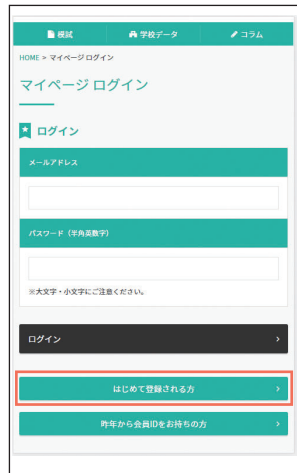 模試 学校データ コラム
HOME > マイページ ログイン
マイページ ログイン
ログイン
メールアドレス
パスワード（半角英数字）
※大文字・小文字にご注意ください。
ログイン
はじめて登録される方
昨年から会員IDをお持ちの方